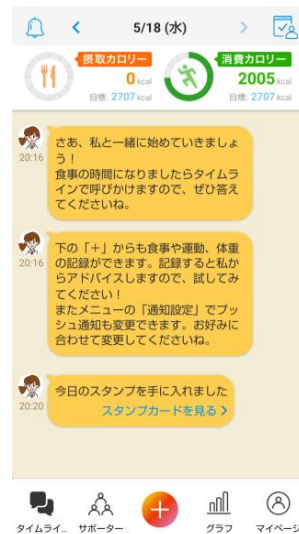 5/18 (水)
摂取カロリー
0 kcal
目標: 2707 kcal
消費カロリー
2005 kcal
目標: 2707 kcal
さあ、私と一緒に始めていきましょ
う！
食事の時間になりましたらタイムラ
インで呼びかけますので、ぜひ答え
てくださいね。
20:16
下の「+」からも食事や運動、体重
の記録ができます。記録すると私か
らアドバイスしますので、試してみ
てください！
またメニューの「通知設定」でプッ
シュ通知も変更できます。お好みに
合わせて変更してくださいね。
20:16
今日のスタンプを手に入れました
スタンプカードを見る
20:20
タイムライ...
サポーター
グラフ
マイページ